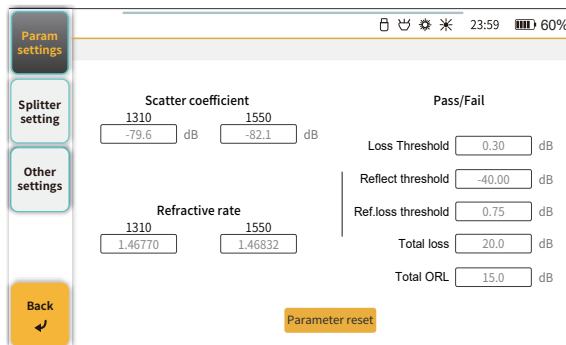 23:59 60%
Param
settings
Splitter
setting
Other
settings
Back
Scatter coefficient
1310 1550
-79.6 dB -82.1 dB
Refractive rate
1310 1550
1.46770 1.46832
Pass/Fail
Loss Threshold 0.30 dB
Reflect threshold -40.00 dB
Ref.loss threshold 0.75 dB
Total loss 20.0 dB
Total ORL 15.0 dB
Parameter reset